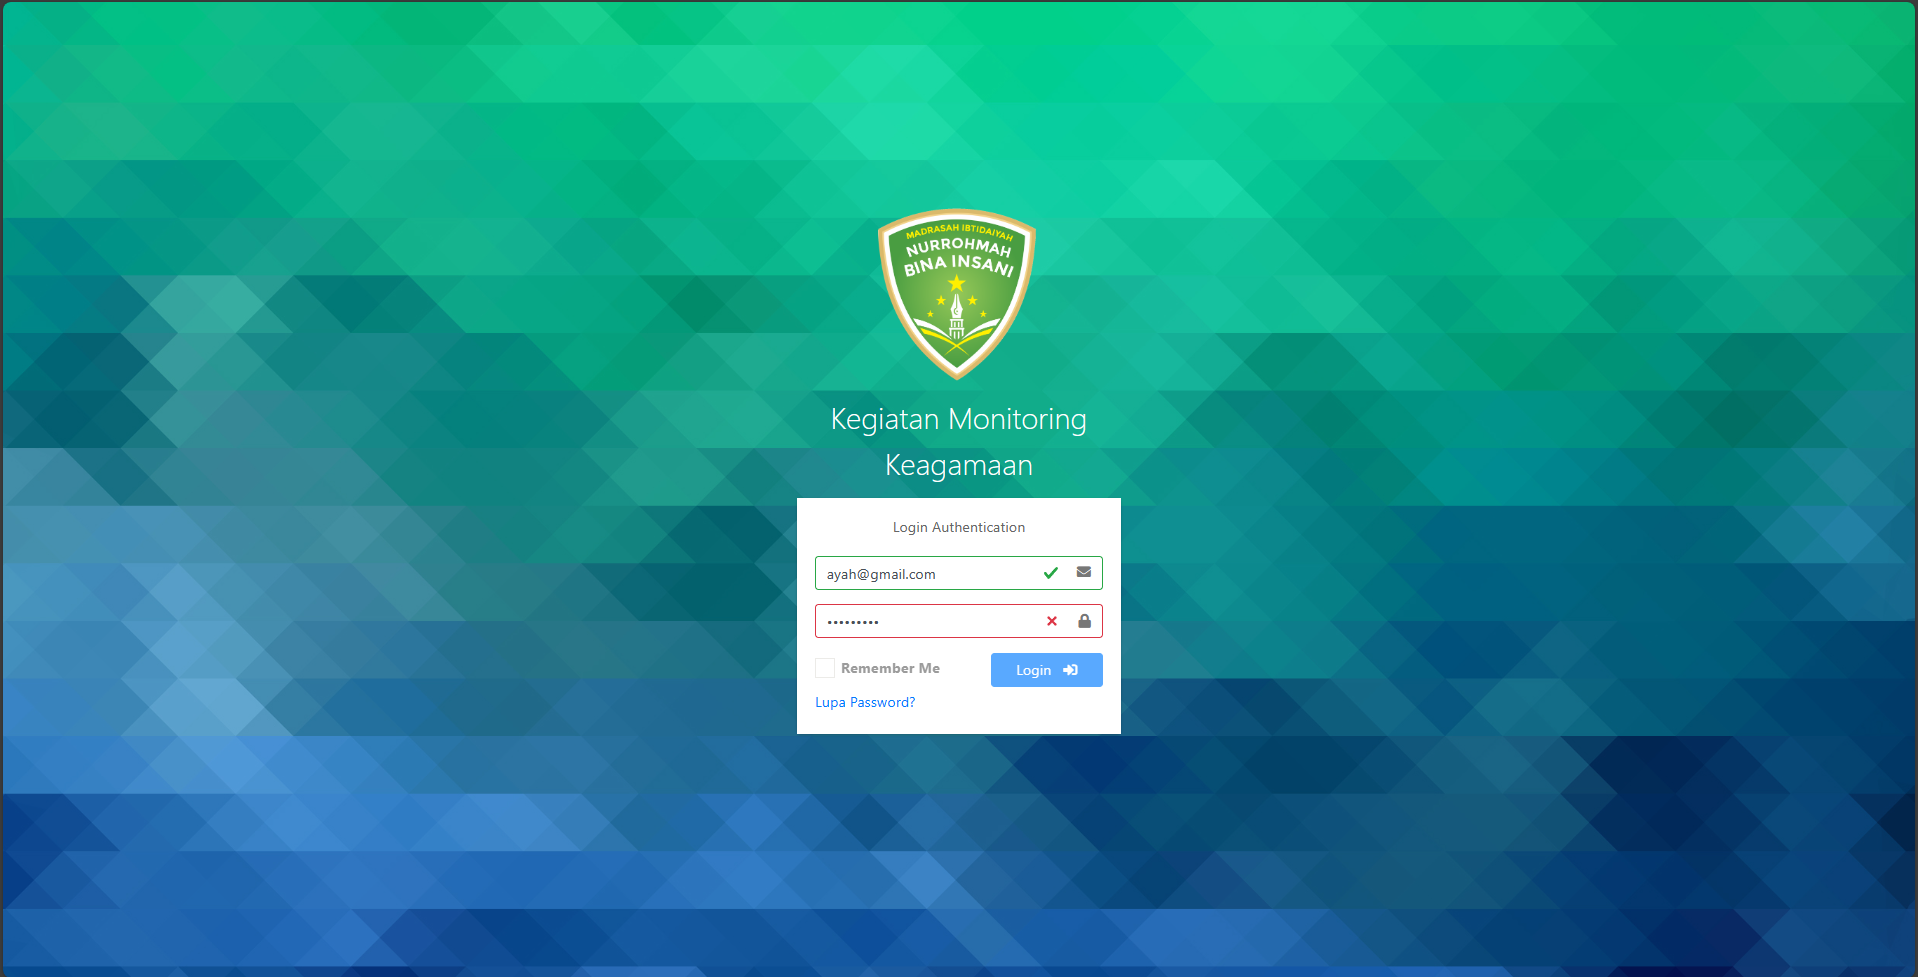 MADRASAH IBTIDAIYAH
NURROHMAH
BINA INSANI
Kegiatan Monitoring
Keagamaan
Login Authentication
ayah@gmail.com
•••••••••
Remember Me
Login
Lupa Password?